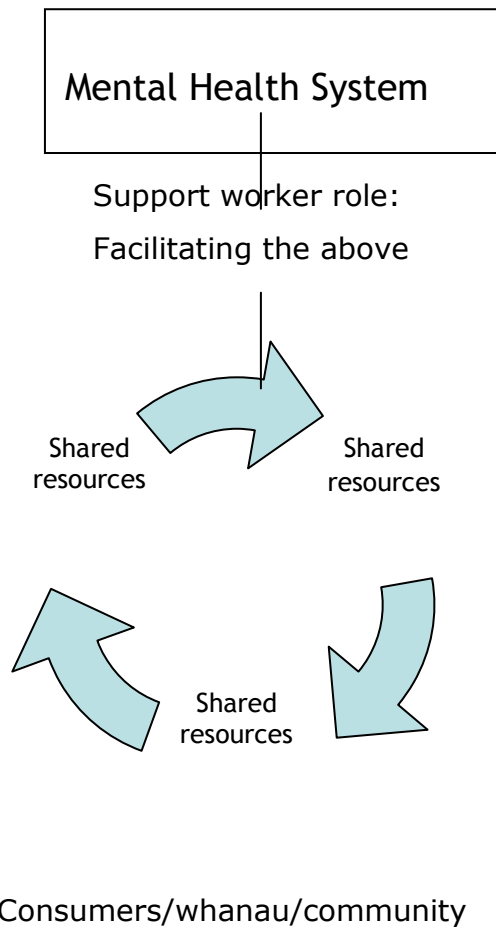 Mental Health System
Support worker role:
Facilitating the above
Shared
resources
Shared
resources
Shared
resources
Consumers/whanau/community